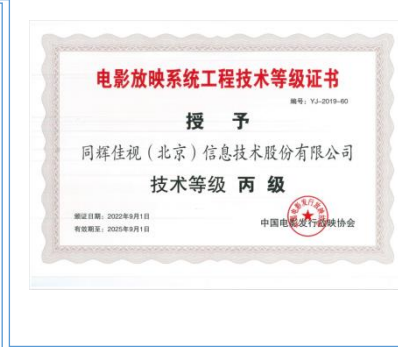 电影放映系统工程技术等级证书
编号：YJ-2019-60
授 予
同辉佳视（北京）信息技术股份有限公司
技术等级 丙 级
颁证日期：2022年9月1日
有效期至：2025年9月1日
中国电影发行放映协会